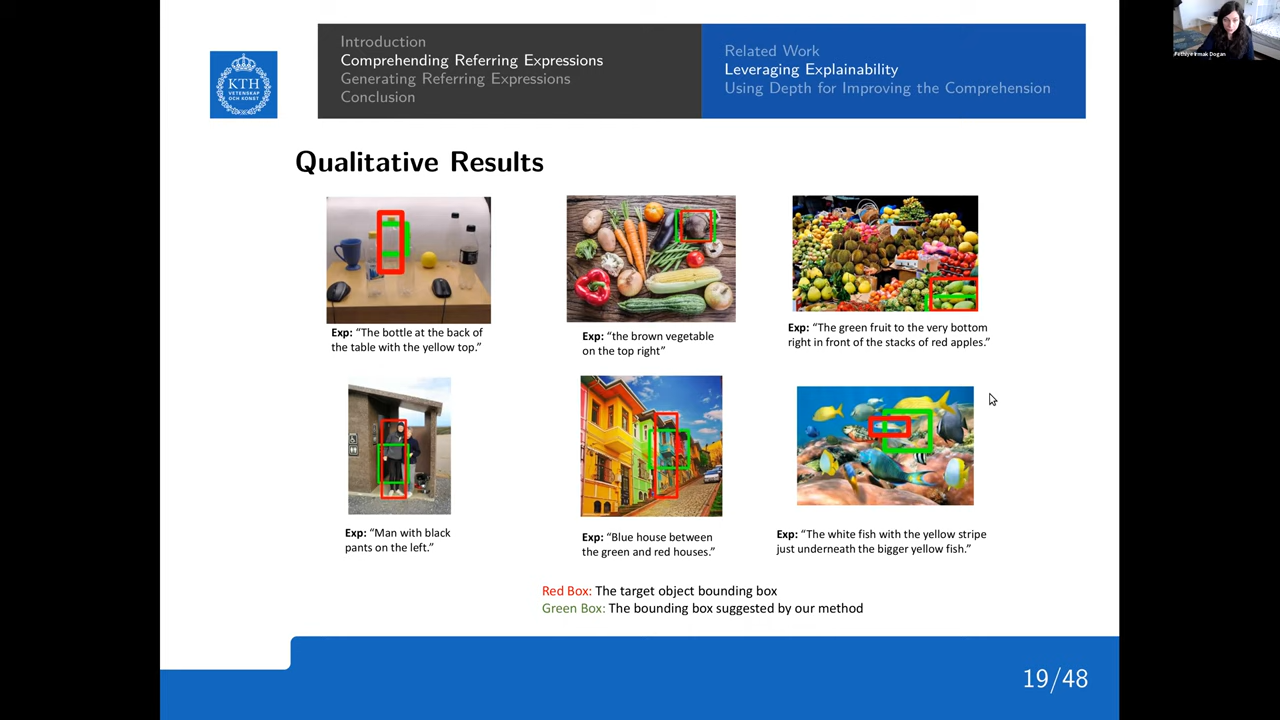 Introduction
Comprehending Referring Expressions
Generating Referring Expressions
Conclusion
Related Work
Leveraging Explainability
Using Depth for Improving the Comprehension
KTH
VETENSKAP
OCH KONST
Qualitative Results
Exp: “The bottle at the back of
the table with the yellow top.”
Exp: “the brown vegetable
on the top right”
Exp: “The green fruit to the very bottom
right in front of the stacks of red apples.”
Exp: “Man with black
pants on the left.”
Exp: “Blue house between
the green and red houses.”
Exp: “The white fish with the yellow stripe
just underneath the bigger yellow fish.”
Red Box: The target object bounding box
Green Box: The bounding box suggested by our method
19/48